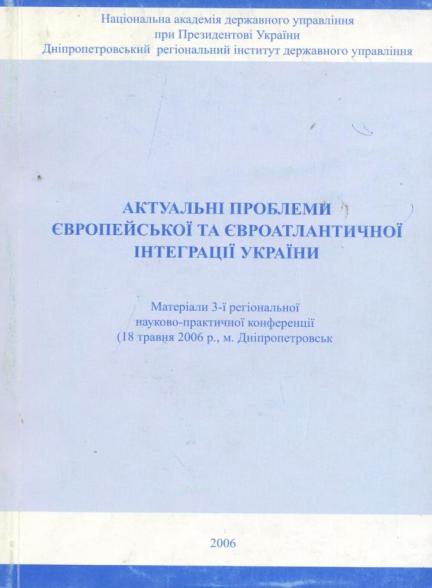 Національна академія державного управління
при Президентові України
Дніпропетровський регіональний інститут державного управління
АКТУАЛЬНІ ПРОБЛЕМИ
ЄВРОПЕЙСЬКОЇ ТА ЄВРОАТЛАНТИЧНОЇ
ІНТЕГРАЦІЇ УКРАЇНИ
Матеріали 3-ї регіональної
науково-практичної конференції
(18 травня 2006 р., м. Дніпропетровськ
2006